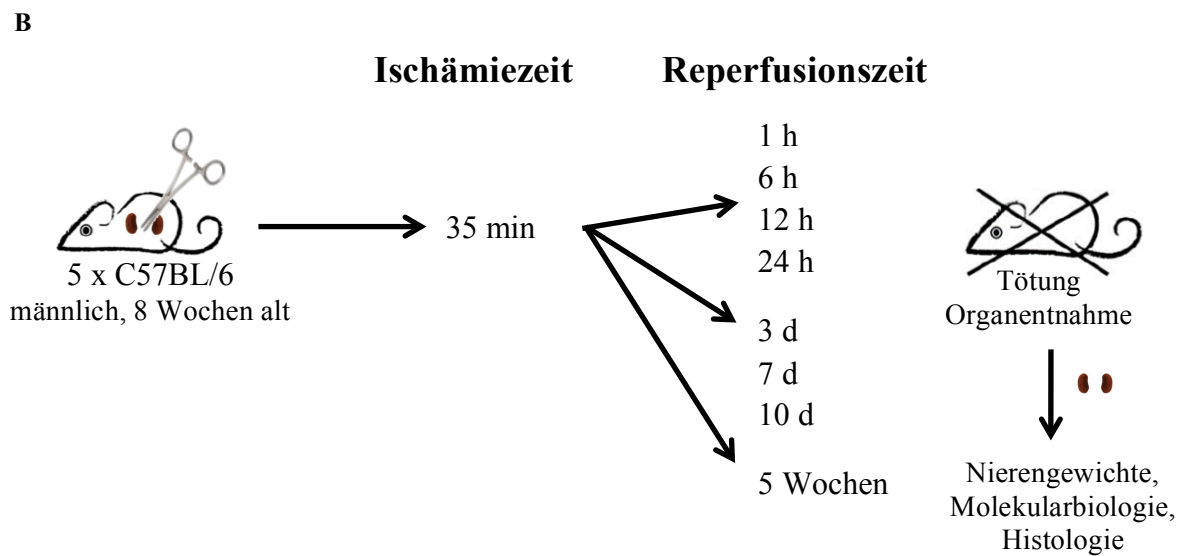 B
Ischämiezeit
Reperfusionszeit
5 x C57BL/6
männlich, 8 Wochen alt
35 min
1 h
6 h
12 h
24 h
3 d
7 d
10 d
5 Wochen
Tötung
Organentnahme
Nierengewichte,
Molekularbiologie,
Histologie